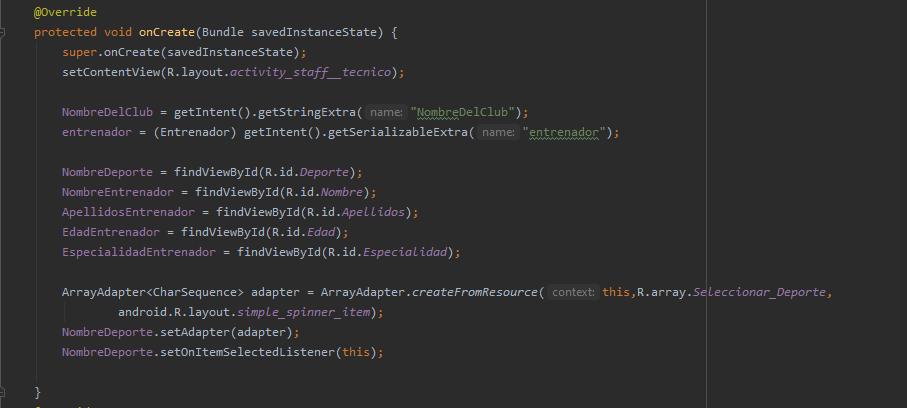 @Override
protected void onCreate(Bundle savedInstanceState) {
super.onCreate(savedInstanceState);
setContentView(R.layout.activity_staff__tecnico);
NombreDelClub = getIntent().getStringExtra( name: "NombreDelClub");
entrenador = (Entrenador) getIntent().getSerializableExtra( name: "entrenador");
NombreDeporte = findViewById(R.id.Deporte);
NombreEntrenador = findViewById(R.id.Nombre);
ApellidosEntrenador = findViewById(R.id.Apellidos);
EdadEntrenador = findViewById(R.id.Edad);
EspecialidadEntrenador = findViewById(R.id.Especialidad);
ArrayAdapter<CharSequence> adapter = ArrayAdapter.createFromResource( context: this,R.array.Seleccionar_Deporte,
android.R.layout.simple_spinner_item);
NombreDeporte.setAdapter(adapter);
NombreDeporte.setOnItemSelectedListener(this);
}